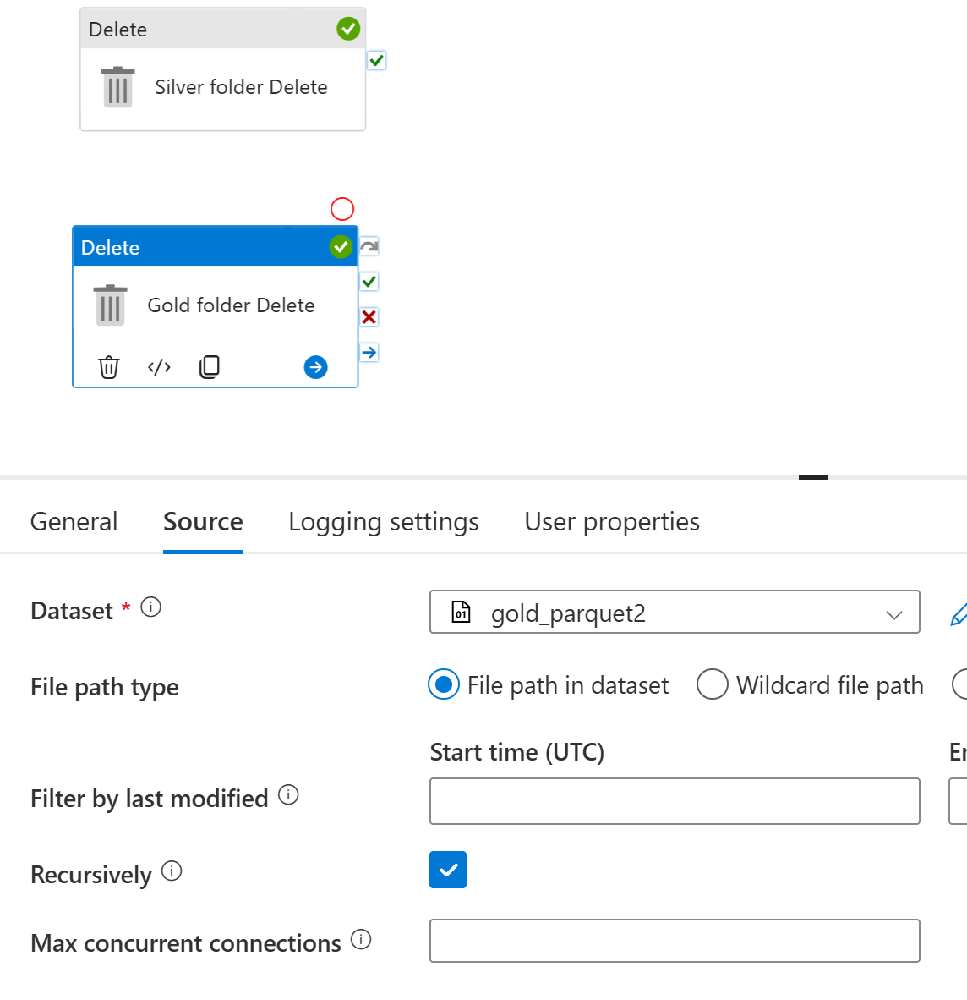 Delete
Silver folder Delete
Delete
Gold folder Delete
General Source Logging settings User properties
Dataset * gold_parquet2
File path type File path in dataset Wildcard file path
Start time (UTC)
Filter by last modified
Recursively
Max concurrent connections